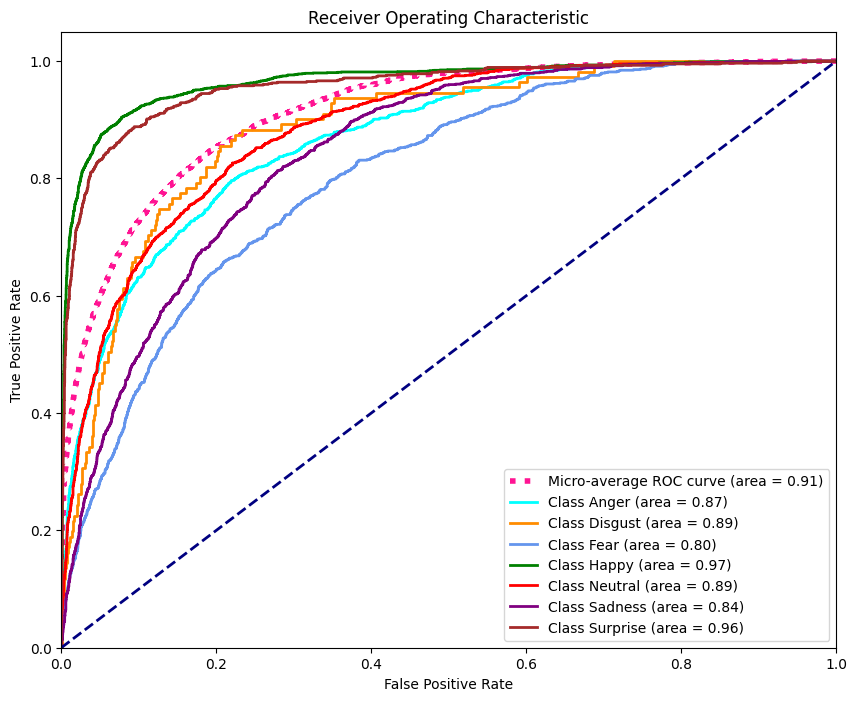 Receiver Operating Characteristic
True Positive Rate
1.0
0.8
0.6
0.4
0.2
0.0
0.0 0.2 0.4 0.6 0.8 1.0
False Positive Rate
Micro-average ROC curve (area = 0.91)
Class Anger (area = 0.87)
Class Disgust (area = 0.89)
Class Fear (area = 0.80)
Class Happy (area = 0.97)
Class Neutral (area = 0.89)
Class Sadness (area = 0.84)
Class Surprise (area = 0.96)